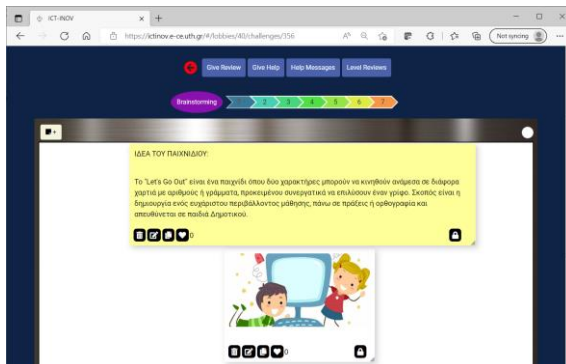 ICT-INOV
https://ictinov.e-ce.uth.gr/#/lobbies/40/challenges/356
Not syncing
Give Review
Give Help
Help Messages
Level Reviews
Brainstorming
1
2
3
4
5
6
7
ΙΔΕΑ ΤΟΥ ΠΑΙΧΝΙΔΙΟΥ:
Το "Let's Go Out" είναι ένα παιχνίδι όπου δύο χαρακτήρες μπορούν να κινηθούν ανάμεσα σε διάφορα
χαρτιά με αριθμούς ή γράμματα, προκειμένου συνεργατικά να επιλύσουν έναν γρίφο. Σκοπός είναι η
δημιουργία ενός ευχάριστου περιβάλλοντος μάθησης, πάνω σε πράξεις ή ορθογραφία και
απευθύνεται σε παιδιά Δημοτικού.
0
0